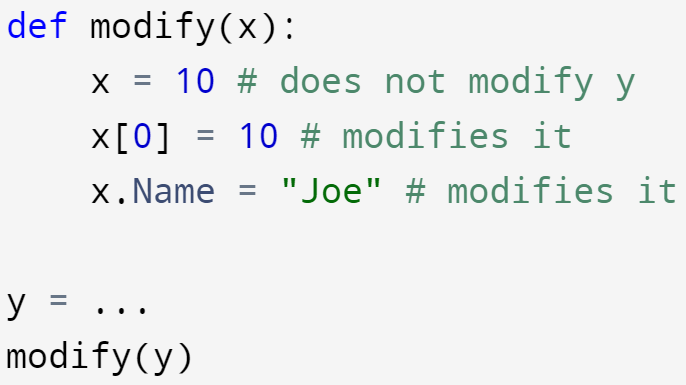 def modify(x):
    x = 10 # does not modify y
    x[0] = 10 # modifies it
    x.Name = "Joe" # modifies it

y = ...
modify(y)